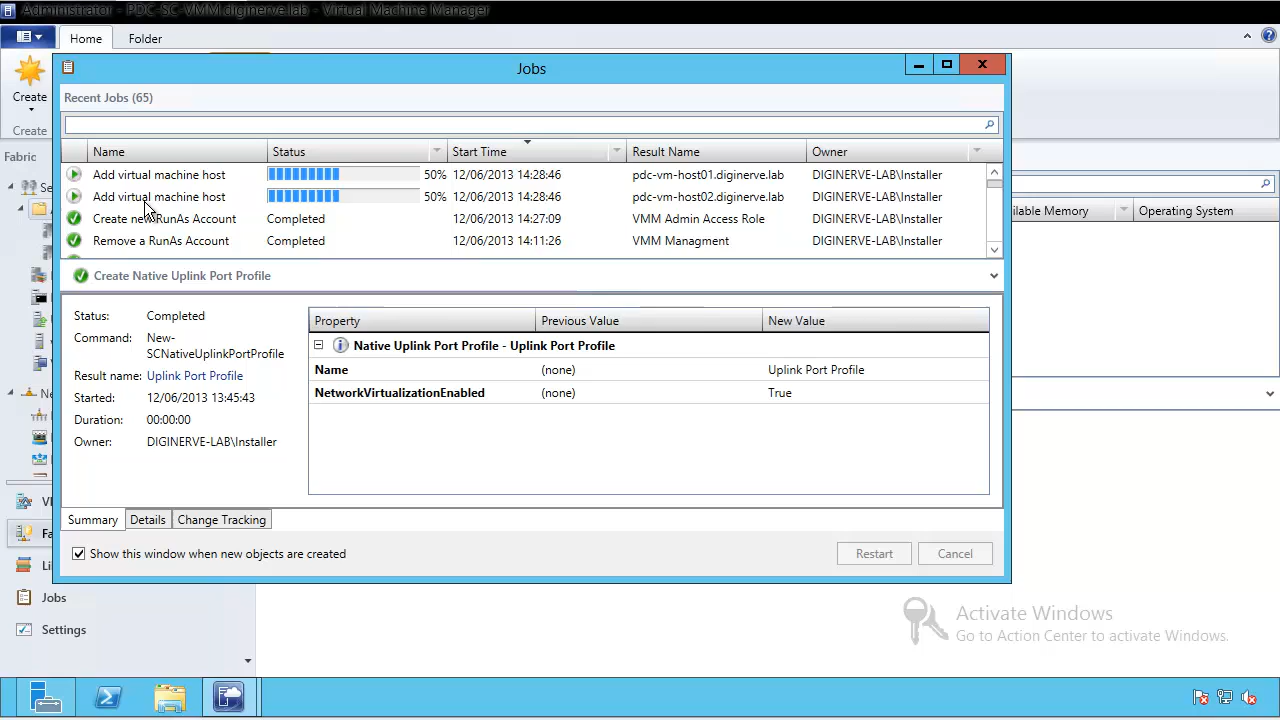 Administrator - PDC-SC-VMM.diginerve.lab - Virtual Machine Manager
Home Folder
Create
Create
Fabric
Jobs
Recent Jobs (65)
Name Status Start Time Result Name Owner
Add virtual machine host 50% 12/06/2013 14:28:46 pdc-vm-host01.diginerve.lab DIGINERVE-LAB\Installer
Add virtual machine host 50% 12/06/2013 14:28:46 pdc-vm-host02.diginerve.lab DIGINERVE-LAB\Installer
Create new RunAs Account Completed 12/06/2013 14:27:09 VMM Admin Access Role DIGINERVE-LAB\Installer
Remove a RunAs Account Completed 12/06/2013 14:11:26 VMM Managment DIGINERVE-LAB\Installer
ilable Memory Operating System
Create Native Uplink Port Profile
Status: Completed
Command: New-
SCNativeUplinkPortProfile
Result name: Uplink Port Profile
Started: 12/06/2013 13:45:43
Duration: 00:00:00
Owner: DIGINERVE-LAB\Installer
Property Previous Value New Value
Native Uplink Port Profile - Uplink Port Profile
Name (none) Uplink Port Profile
NetworkVirtualizationEnabled (none) True
Summary Details Change Tracking
Show this window when new objects are created
Restart Cancel
Se
Ne
VM
Fa
Li
Jobs
Settings
Activate Windows
Go to Action Center to activate Windows.